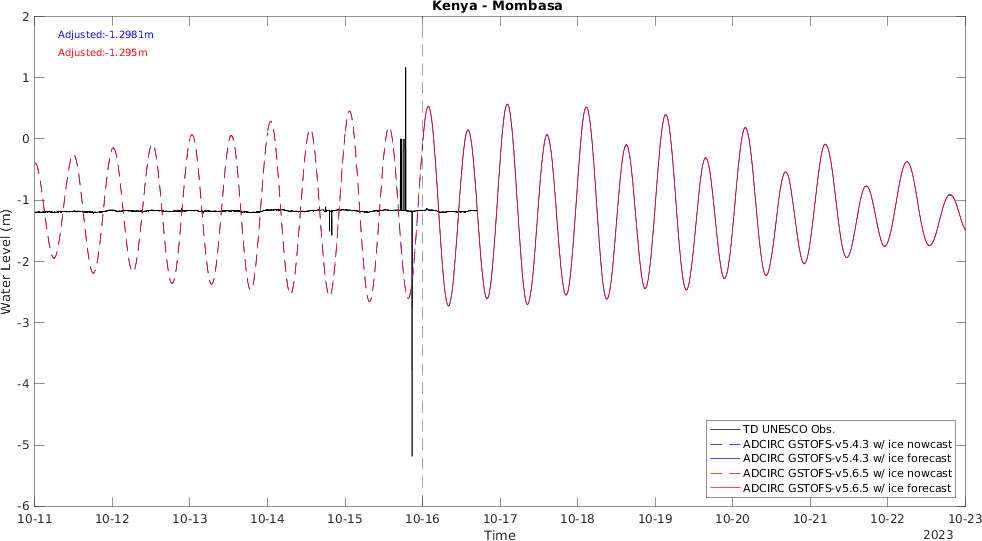 Kenya - Mombasa
Adjusted:-1.2981m
Adjusted:-1.295m
Water Level (m)
2
1
0
-1
-2
-3
-4
-5
-6
TD UNESCO Obs.
ADCIRC GSTOFS-v5.4.3 w/ ice nowcast
ADCIRC GSTOFS-v5.4.3 w/ ice forecast
ADCIRC GSTOFS-v5.6.5 w/ ice nowcast
ADCIRC GSTOFS-v5.6.5 w/ ice forecast
10-11 10-12 10-13 10-14 10-15 10-16 10-17 10-18 10-19 10-20 10-21 10-22 10-23
Time
2023